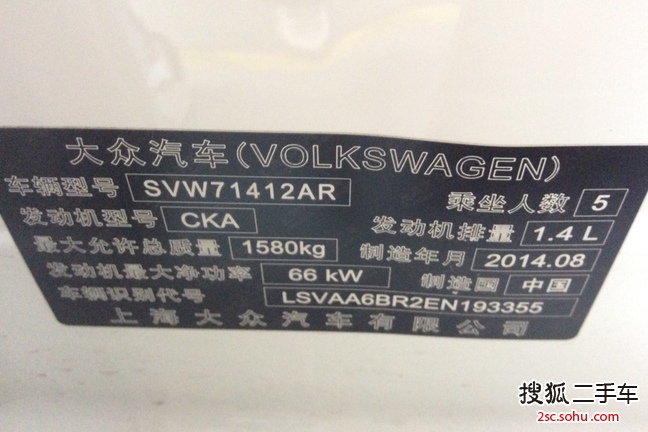 大众汽车(VOLKSWAGEN)
车辆型号 SVW71412AR 乘坐人数 5
发动机型号 CKA 发动机排量 1.4 L
最大允许总质量 1580kg 制造年月 2014.08
发动机最大净功率 66 kW 制造国 中国
车辆识别代号 LSVAA6BR2EN193355
上海大众汽车有限公司
搜狐二手车
2sc.sohu.com